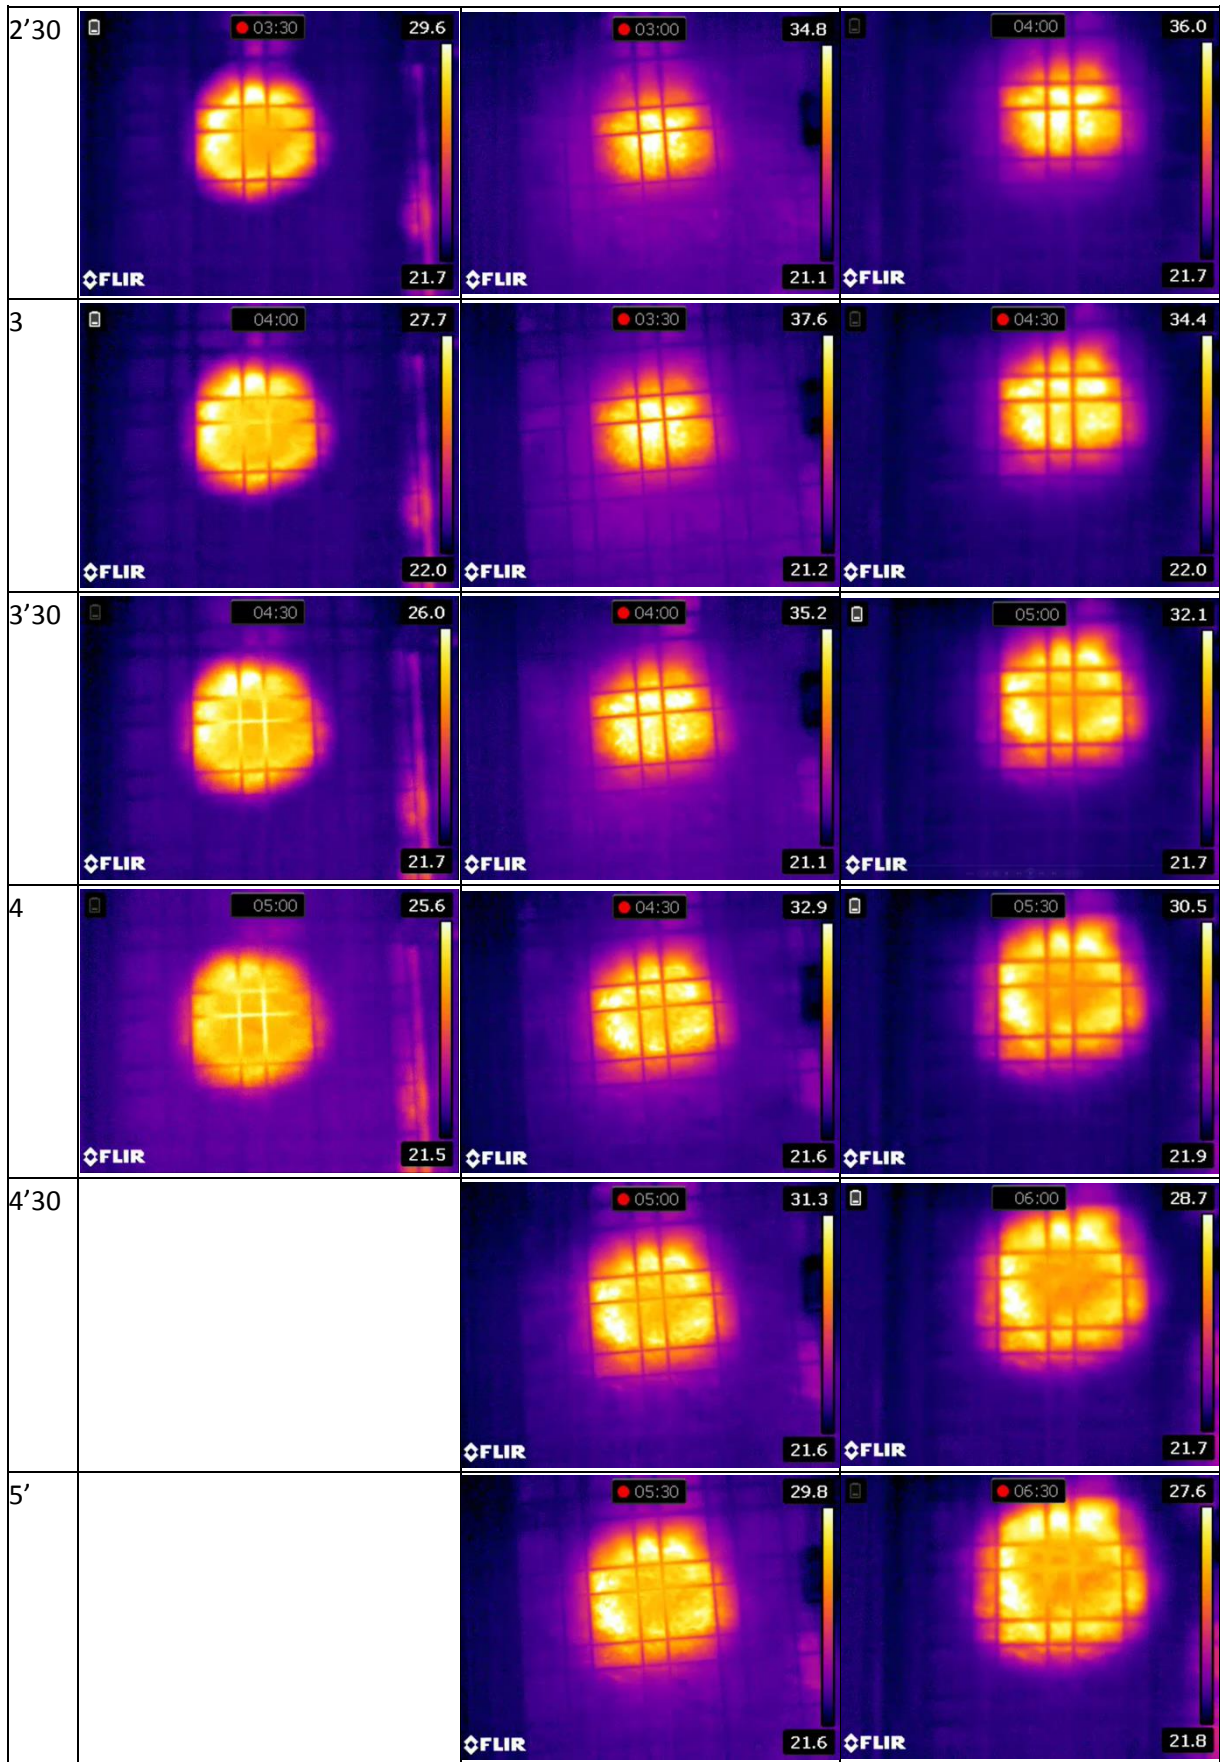 2’30
03:30 29.6
FLIR 21.7
03:00 34.8
FLIR 21.1
04:00 36.0
FLIR 21.7
3
04:00 27.7
FLIR 22.0
03:30 37.6
FLIR 21.2
04:30 34.4
FLIR 22.0
3’30
04:30 26.0
FLIR 21.7
04:00 35.2
FLIR 21.1
05:00 32.1
FLIR 21.7
4
05:00 25.6
FLIR 21.5
04:30 32.9
FLIR 21.6
05:30 30.5
FLIR 21.9
4’30
05:00 31.3
FLIR 21.6
06:00 28.7
FLIR 21.7
5’
05:30 29.8
FLIR 21.6
06:30 27.6
FLIR 21.8